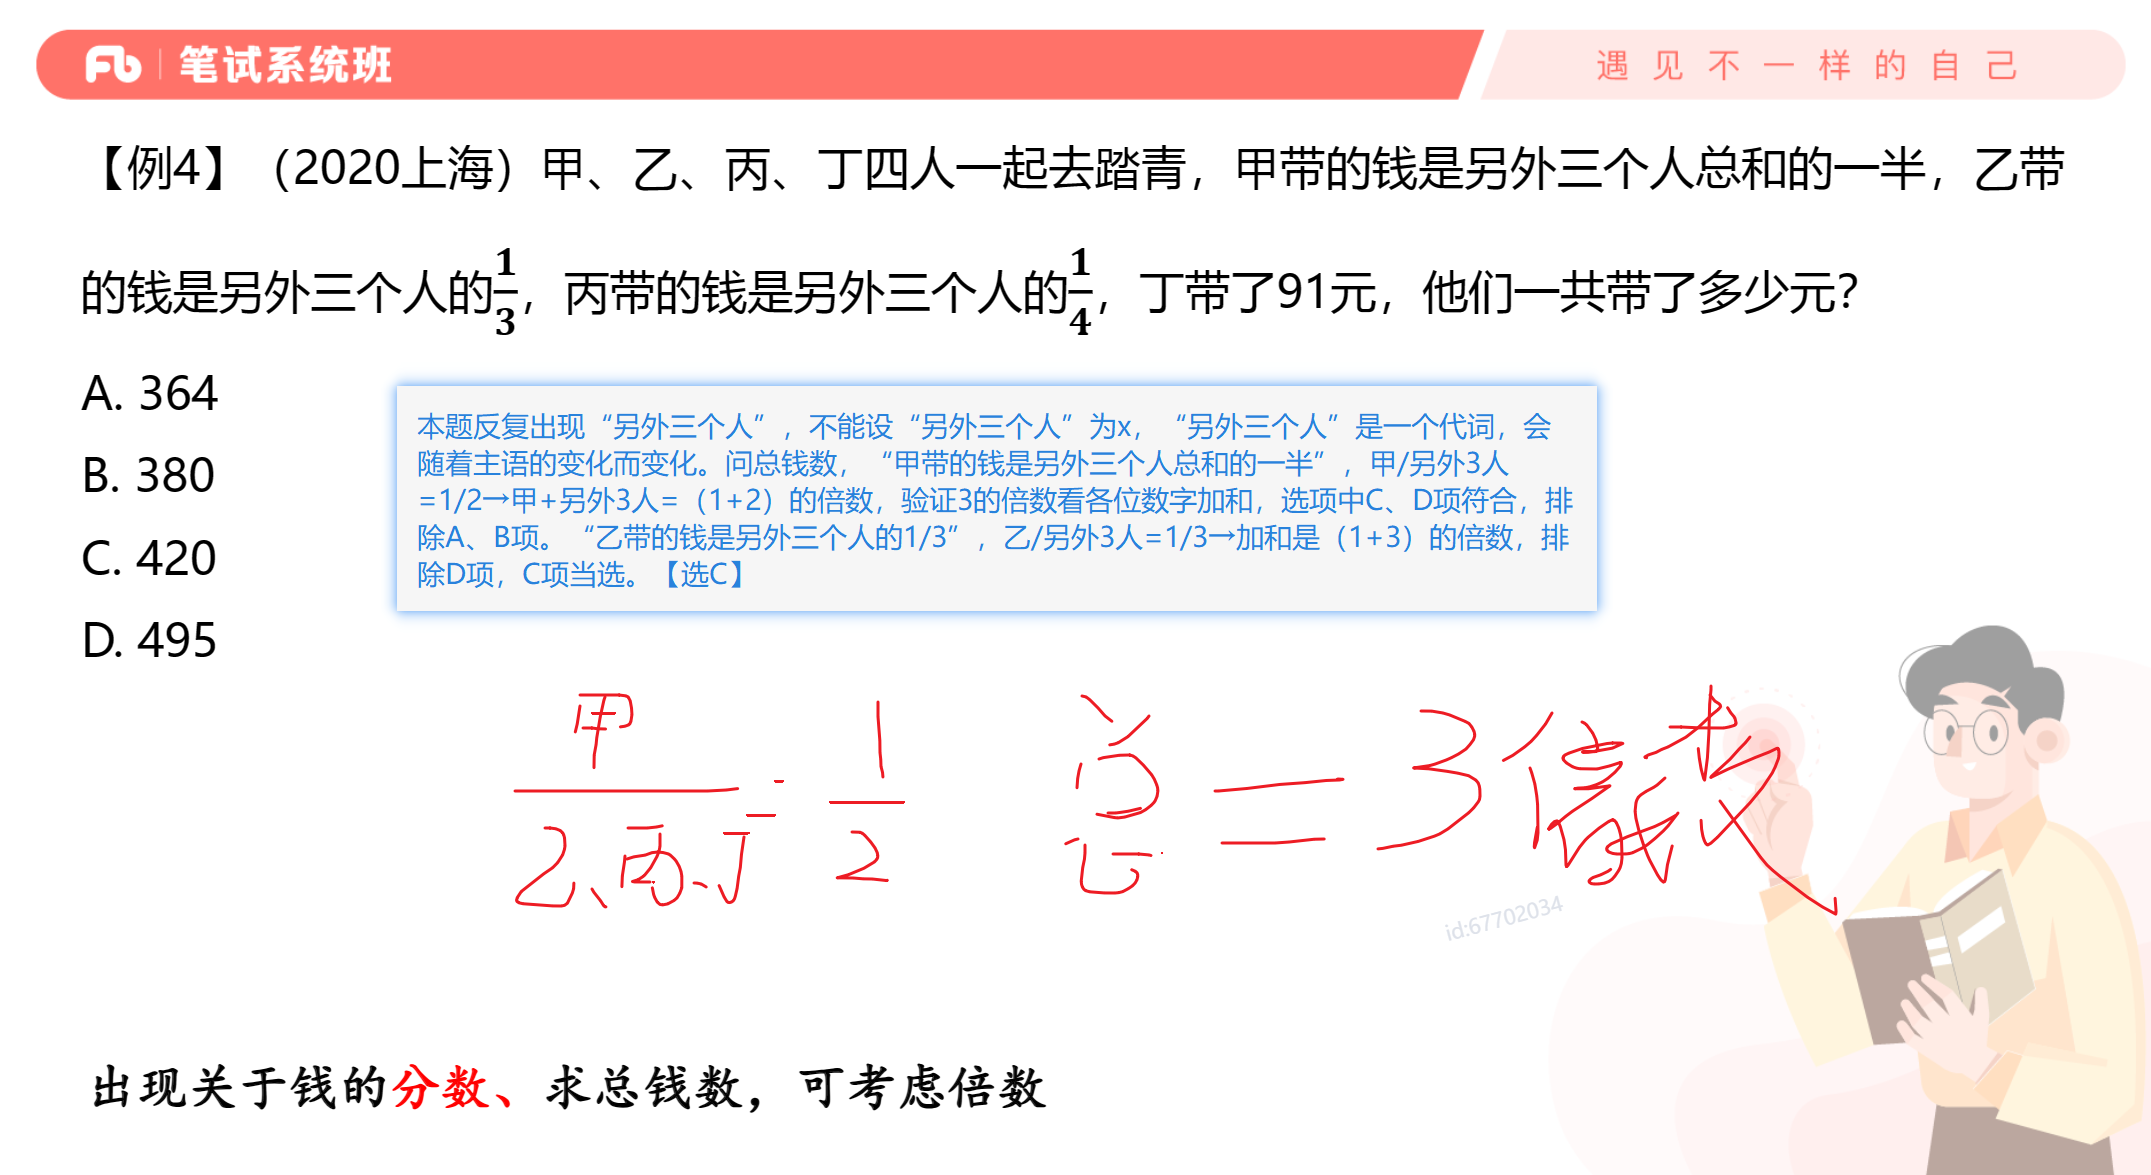 Fb | 笔试系统班
遇见不一样的自己
【例4】（2020上海）甲、乙、丙、丁四人一起去踏青，甲带的钱是另外三个人总和的一半，乙带
的钱是另外三个人的1/3，丙带的钱是另外三个人的1/4，丁带了91元，他们一共带了多少元？
A. 364
B. 380
C. 420
D. 495
本题反复出现“另外三个人”，不能设“另外三个人”为x，“另外三个人”是一个代词，会
随着主语的变化而变化。问总钱数，“甲带的钱是另外三个人总和的一半”，甲/另外3人
=1/2→甲+另外3人=（1+2）的倍数，验证3的倍数看各位数字加和，选项中C、D项符合，排
除A、B项。“乙带的钱是另外三个人的1/3”，乙/另外3人=1/3→加和是（1+3）的倍数，排
除D项，C项当选。【选C】
甲/乙、丙、丁 = 1/2 总 = 3倍数
id:67702034
出现关于钱的分数、求总钱数，可考虑倍数